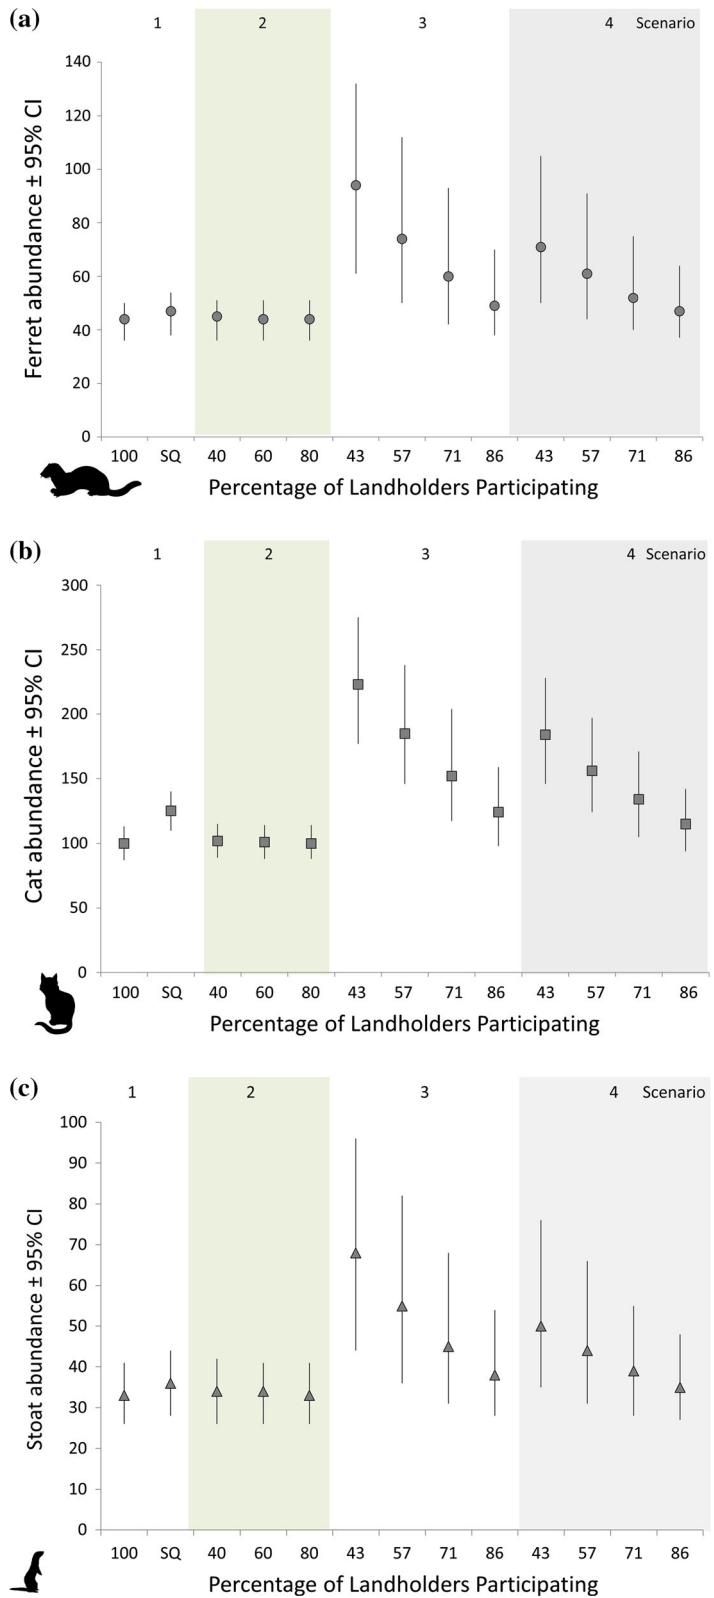 (a)
1 2 3 4 Scenario
Ferret abundance ± 95% CI
140
120
100
80
60
40
20
0
100 SQ 40 60 80 43 57 71 86 43 57 71 86
Percentage of Landholders Participating
(b)
1 2 3 4 Scenario
Cat abundance ± 95% CI
300
250
200
150
100
50
0
100 SQ 40 60 80 43 57 71 86 43 57 71 86
Percentage of Landholders Participating
(c)
1 2 3 4 Scenario
Stoat abundance ± 95% CI
100
90
80
70
60
50
40
30
20
10
0
100 SQ 40 60 80 43 57 71 86 43 57 71 86
Percentage of Landholders Participating